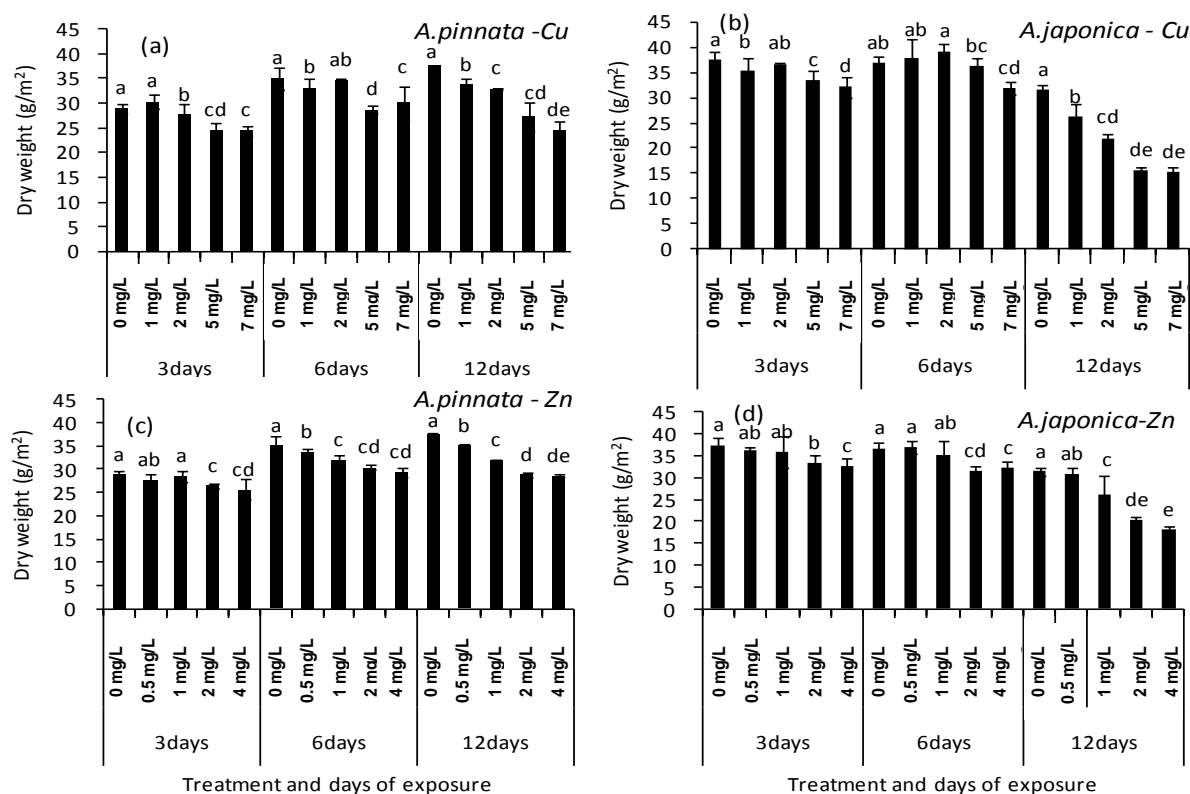 (a)
A.pinnata -Cu
Dry weight (g/m²)
45
40
35
30
25
20
15
10
5
0
a a b cd c a b ab d c a b c cd de
0 mg/L 1 mg/L 2 mg/L 5 mg/L 7 mg/L 0 mg/L 1 mg/L 2 mg/L 5 mg/L 7 mg/L 0 mg/L 1 mg/L 2 mg/L 5 mg/L 7 mg/L
3days 6days 12days
(b)
A.japonica - Cu
Dry weight (g/m²)
45
40
35
30
25
20
15
10
5
0
a b ab c d ab ab a bc cd a b cd de de
0 mg/L 1 mg/L 2 mg/L 5 mg/L 7 mg/L 0 mg/L 1 mg/L 2 mg/L 5 mg/L 7 mg/L 0 mg/L 1 mg/L 2 mg/L 5 mg/L 7 mg/L
3days 6days 12days
(c)
A.pinnata - Zn
Dry weight (g/m²)
45
40
35
30
25
20
15
10
5
0
a ab a c cd a b c cd cd a b c d de
0 mg/L 0.5 mg/L 1 mg/L 2 mg/L 4 mg/L 0 mg/L 0.5 mg/L 1 mg/L 2 mg/L 4 mg/L 0 mg/L 0.5 mg/L 1 mg/L 2 mg/L 4 mg/L
3days 6days 12days
Treatment and days of exposure
(d)
A.japonica-Zn
Dry weight (g/m²)
45
40
35
30
25
20
15
10
5
0
a ab ab b c a a ab cd c a ab c de e
0 mg/L 0.5 mg/L 1 mg/L 2 mg/L 4 mg/L 0 mg/L 0.5 mg/L 1 mg/L 2 mg/L 4 mg/L 0 mg/L 0.5 mg/L 1 mg/L 2 mg/L 4 mg/L
3days 6days 12days
Treatment and days of exposure